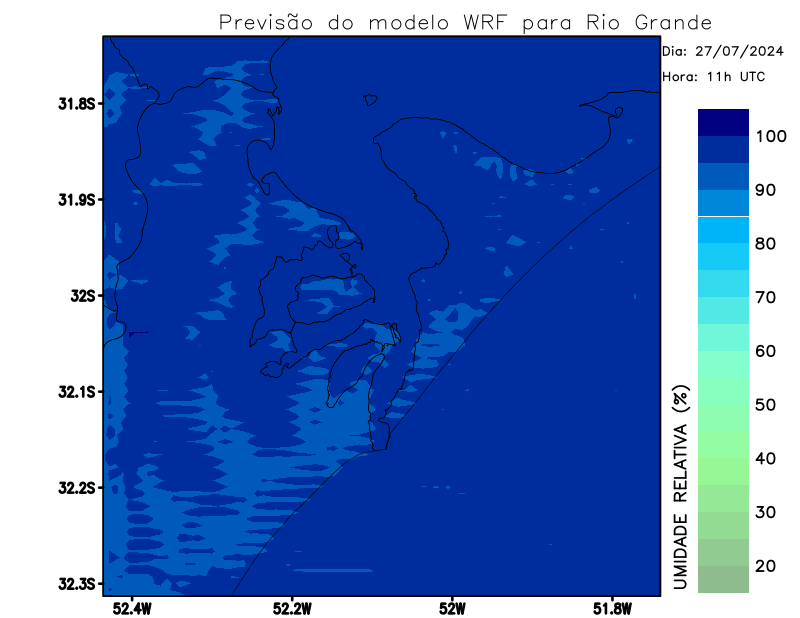 Previsão do modelo WRF para Rio Grande
Dia: 27/07/2024
Hora: 11h UTC
31.8S
31.9S
32S
32.1S
32.2S
32.3S
52.4W
52.2W
52W
51.8W
UMIDADE RELATIVA (%)
100
90
80
70
60
50
40
30
20